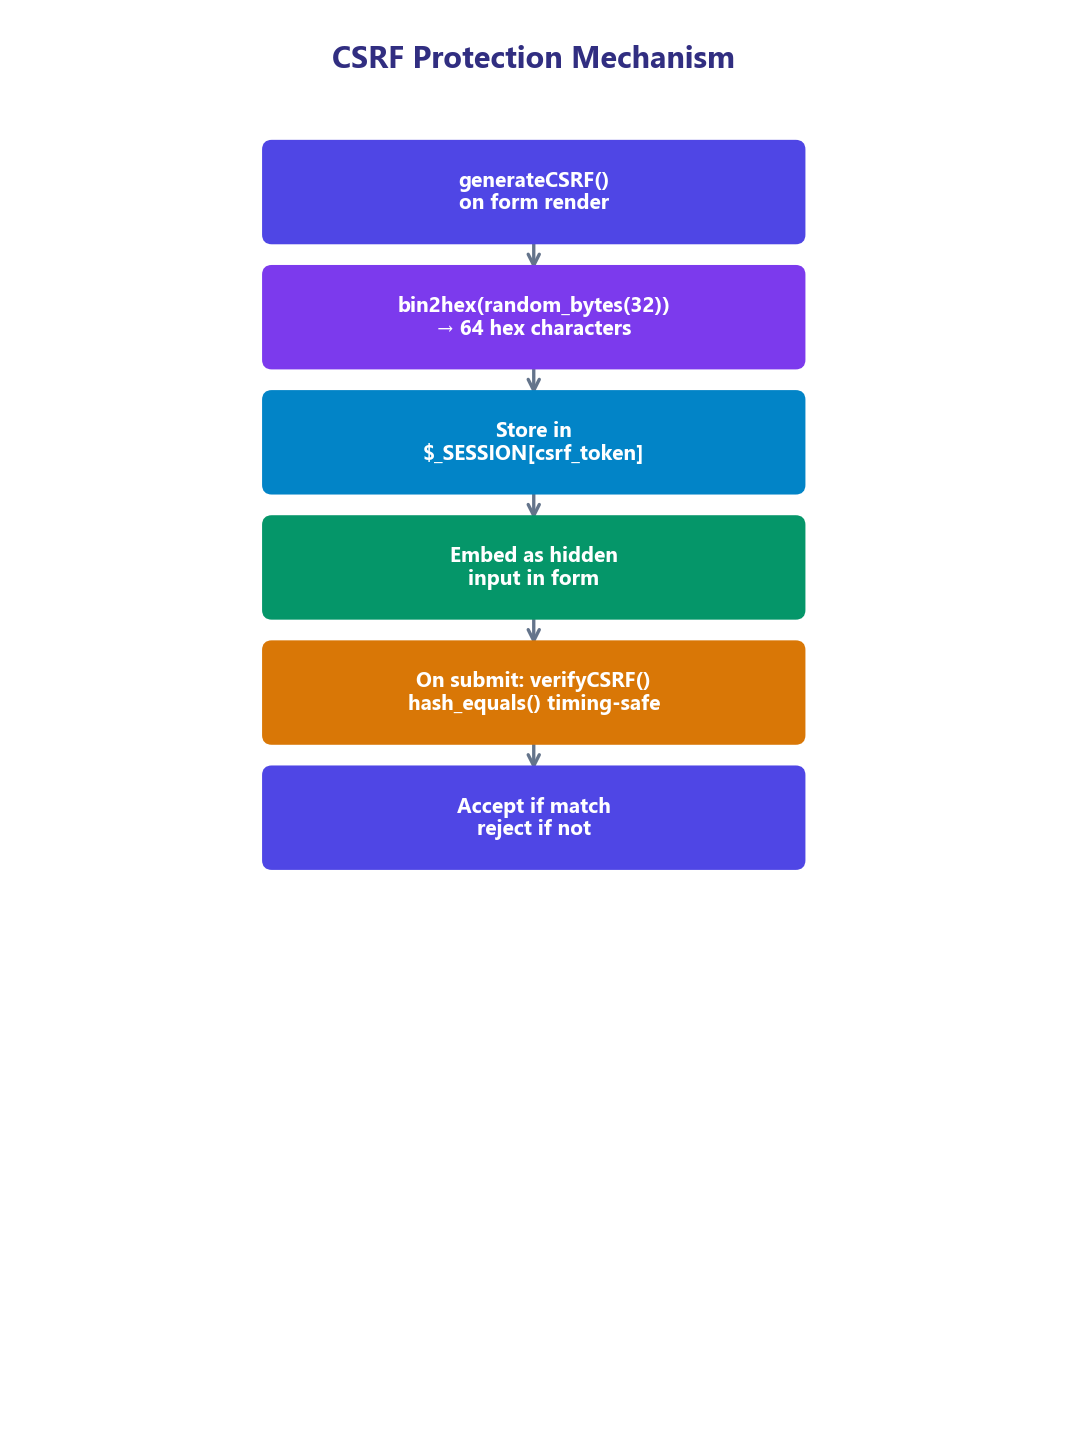 CSRF Protection Mechanism
generateCSRF()
on form render
bin2hex(random_bytes(32))
→ 64 hex characters
Store in
$_SESSION[csrf_token]
Embed as hidden
input in form
On submit: verifyCSRF()
hash_equals() timing-safe
Accept if match
reject if not